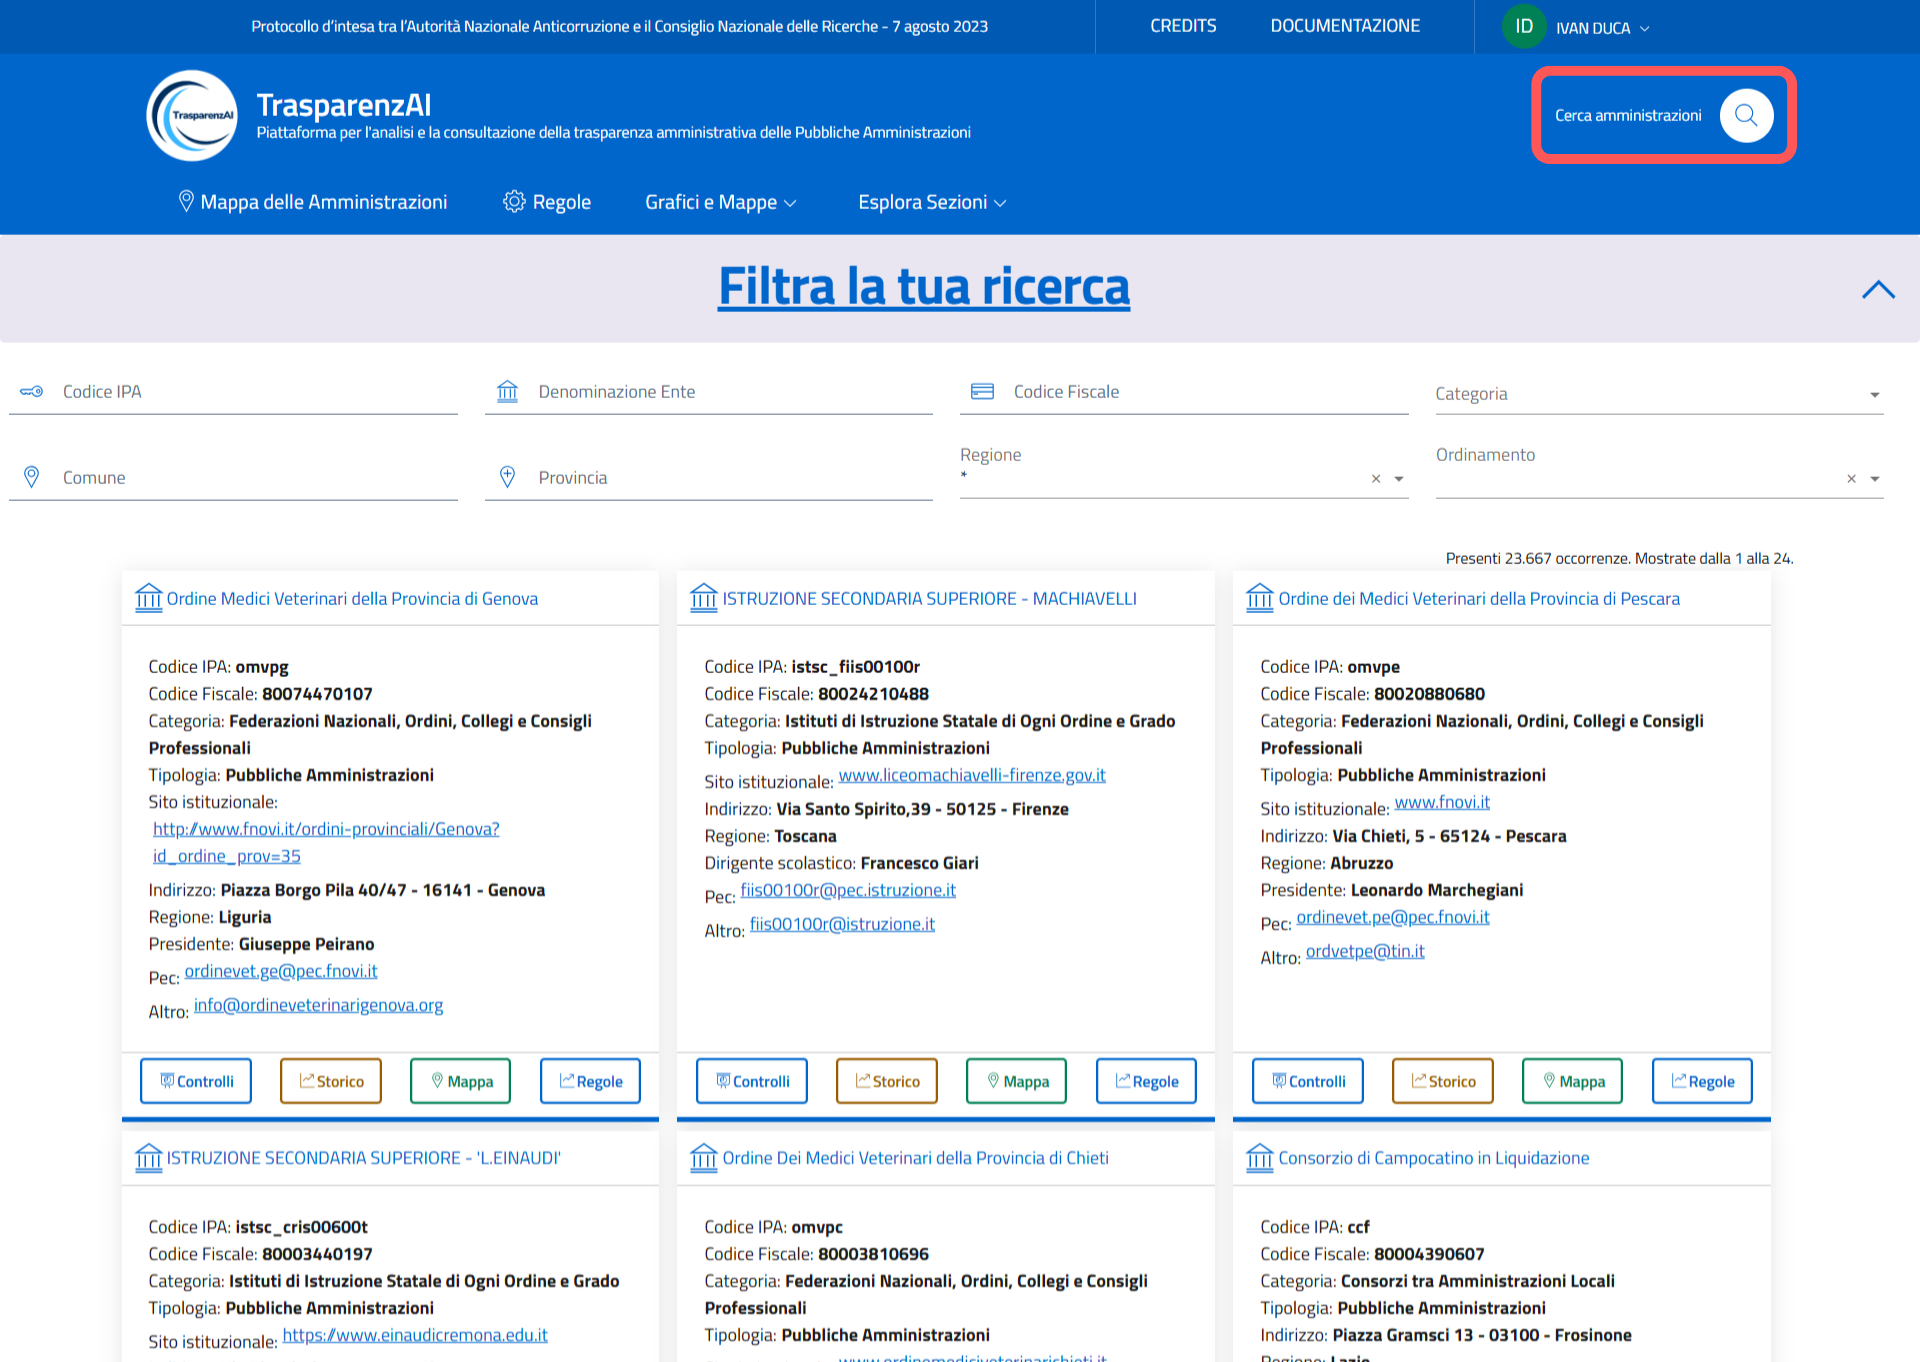 Protocollo d'intesa tra l'Autorità Nazionale Anticorruzione e il Consiglio Nazionale delle Ricerche - 7 agosto 2023
CREDITS
DOCUMENTAZIONE
ID
IVAN DUCA
TrasparenzAI
TrasparenzAI
Piattaforma per l'analisi e la consultazione della trasparenza amministrativa delle Pubbliche Amministrazioni
Cerca amministrazioni
Mappa delle Amministrazioni
Regole
Grafici e Mappe
Esplora Sezioni
Filtra la tua ricerca
Codice IPA
Denominazione Ente
Codice Fiscale
Categoria
Comune
Provincia
Regione
*
Ordinamento
Presenti 23.667 occorrenze. Mostrate dalla 1 alla 24.
Ordine Medici Veterinari della Provincia di Genova
Codice IPA: omvpg
Codice Fiscale: 80074470107
Categoria: Federazioni Nazionali, Ordini, Collegi e Consigli
Professionali
Tipologia: Pubbliche Amministrazioni
Sito istituzionale:
http://www.fnovi.it/ordini-provinciali/Genova?
id_ordine_prov=35
Indirizzo: Piazza Borgo Pila 40/47 - 16141 - Genova
Regione: Liguria
Presidente: Giuseppe Peirano
Pec: ordinevet.ge@pec.fnovi.it
Altro: info@ordineveterinarigenova.org
Controlli
Storico
Mappa
Regole
ISTRUZIONE SECONDARIA SUPERIORE - MACHIAVELLI
Codice IPA: istsc_fiis00100r
Codice Fiscale: 80024210488
Categoria: Istituti di Istruzione Statale di Ogni Ordine e Grado
Tipologia: Pubbliche Amministrazioni
Sito istituzionale: www.liceomachiavelli-firenze.gov.it
Indirizzo: Via Santo Spirito,39 - 50125 - Firenze
Regione: Toscana
Dirigente scolastico: Francesco Giari
Pec: fiis00100r@pec.istruzione.it
Altro: fiis00100r@istruzione.it
Controlli
Storico
Mappa
Regole
Ordine dei Medici Veterinari della Provincia di Pescara
Codice IPA: omvpe
Codice Fiscale: 80020880680
Categoria: Federazioni Nazionali, Ordini, Collegi e Consigli
Professionali
Tipologia: Pubbliche Amministrazioni
Sito istituzionale: www.fnovi.it
Indirizzo: Via Chieti, 5 - 65124 - Pescara
Regione: Abruzzo
Presidente: Leonardo Marchegiani
Pec: ordinevet.pe@pec.fnovi.it
Altro: ordvetpe@tin.it
Controlli
Storico
Mappa
Regole
ISTRUZIONE SECONDARIA SUPERIORE - 'L.EINAUDI'
Codice IPA: istsc_cris00600t
Codice Fiscale: 80003440197
Categoria: Istituti di Istruzione Statale di Ogni Ordine e Grado
Tipologia: Pubbliche Amministrazioni
Sito istituzionale: https://www.einaudicremona.edu.it
Ordine Dei Medici Veterinari della Provincia di Chieti
Codice IPA: omvpc
Codice Fiscale: 80003810696
Categoria: Federazioni Nazionali, Ordini, Collegi e Consigli
Professionali
Tipologia: Pubbliche Amministrazioni
www.ordinemediciveterinarichieti.it
Consorzio di Campocatino in Liquidazione
Codice IPA: ccf
Codice Fiscale: 80004390607
Categoria: Consorzi tra Amministrazioni Locali
Tipologia: Pubbliche Amministrazioni
Indirizzo: Piazza Gramsci 13 - 03100 - Frosinone
Regione: Lazio